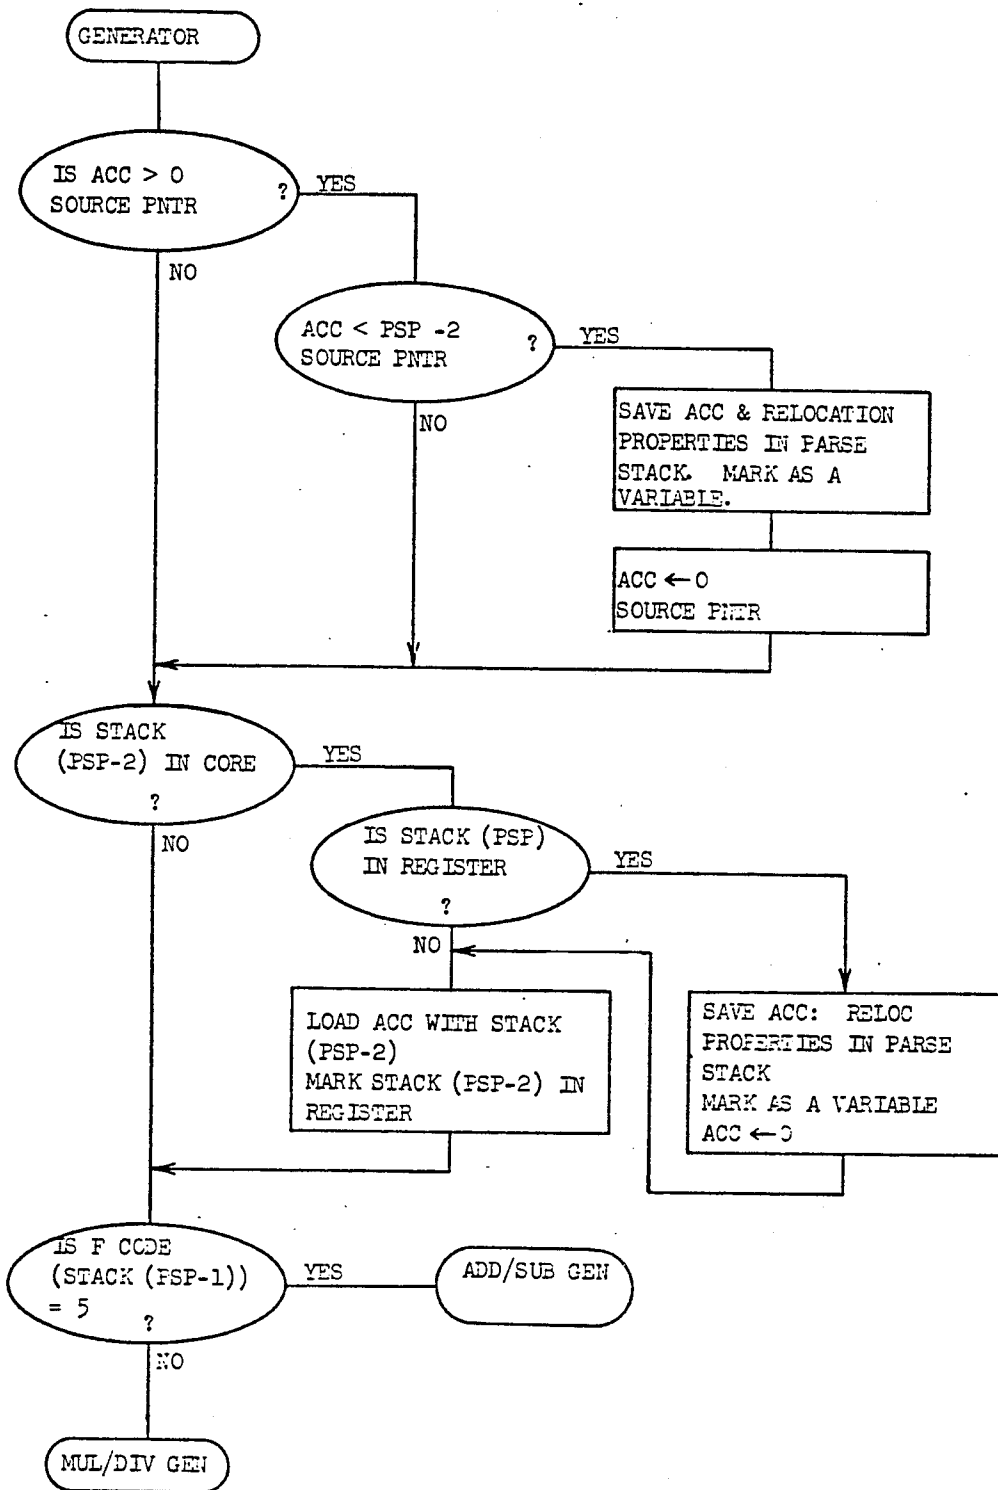 GENERATOR
IS ACC > 0
SOURCE PNTR
?
YES
NO
ACC < PSP -2
SOURCE PNTR
?
YES
NO
SAVE ACC & RELOCATION
PROPERTIES IN PARSE
STACK. MARK AS A
VARIABLE.
ACC ← 0
SOURCE PNTR
IS STACK
(PSP-2) IN CORE
?
YES
NO
IS STACK (PSP)
IN REGISTER
?
YES
NO
LOAD ACC WITH STACK
(PSP-2)
MARK STACK (PSP-2) IN
REGISTER
SAVE ACC: RELOC
PROPERTIES IN PARSE
STACK
MARK AS A VARIABLE
ACC ← 0
IS F CODE
(STACK (PSP-1))
= 5
?
YES
ADD/SUB GEN
NO
MUL/DIV GEN